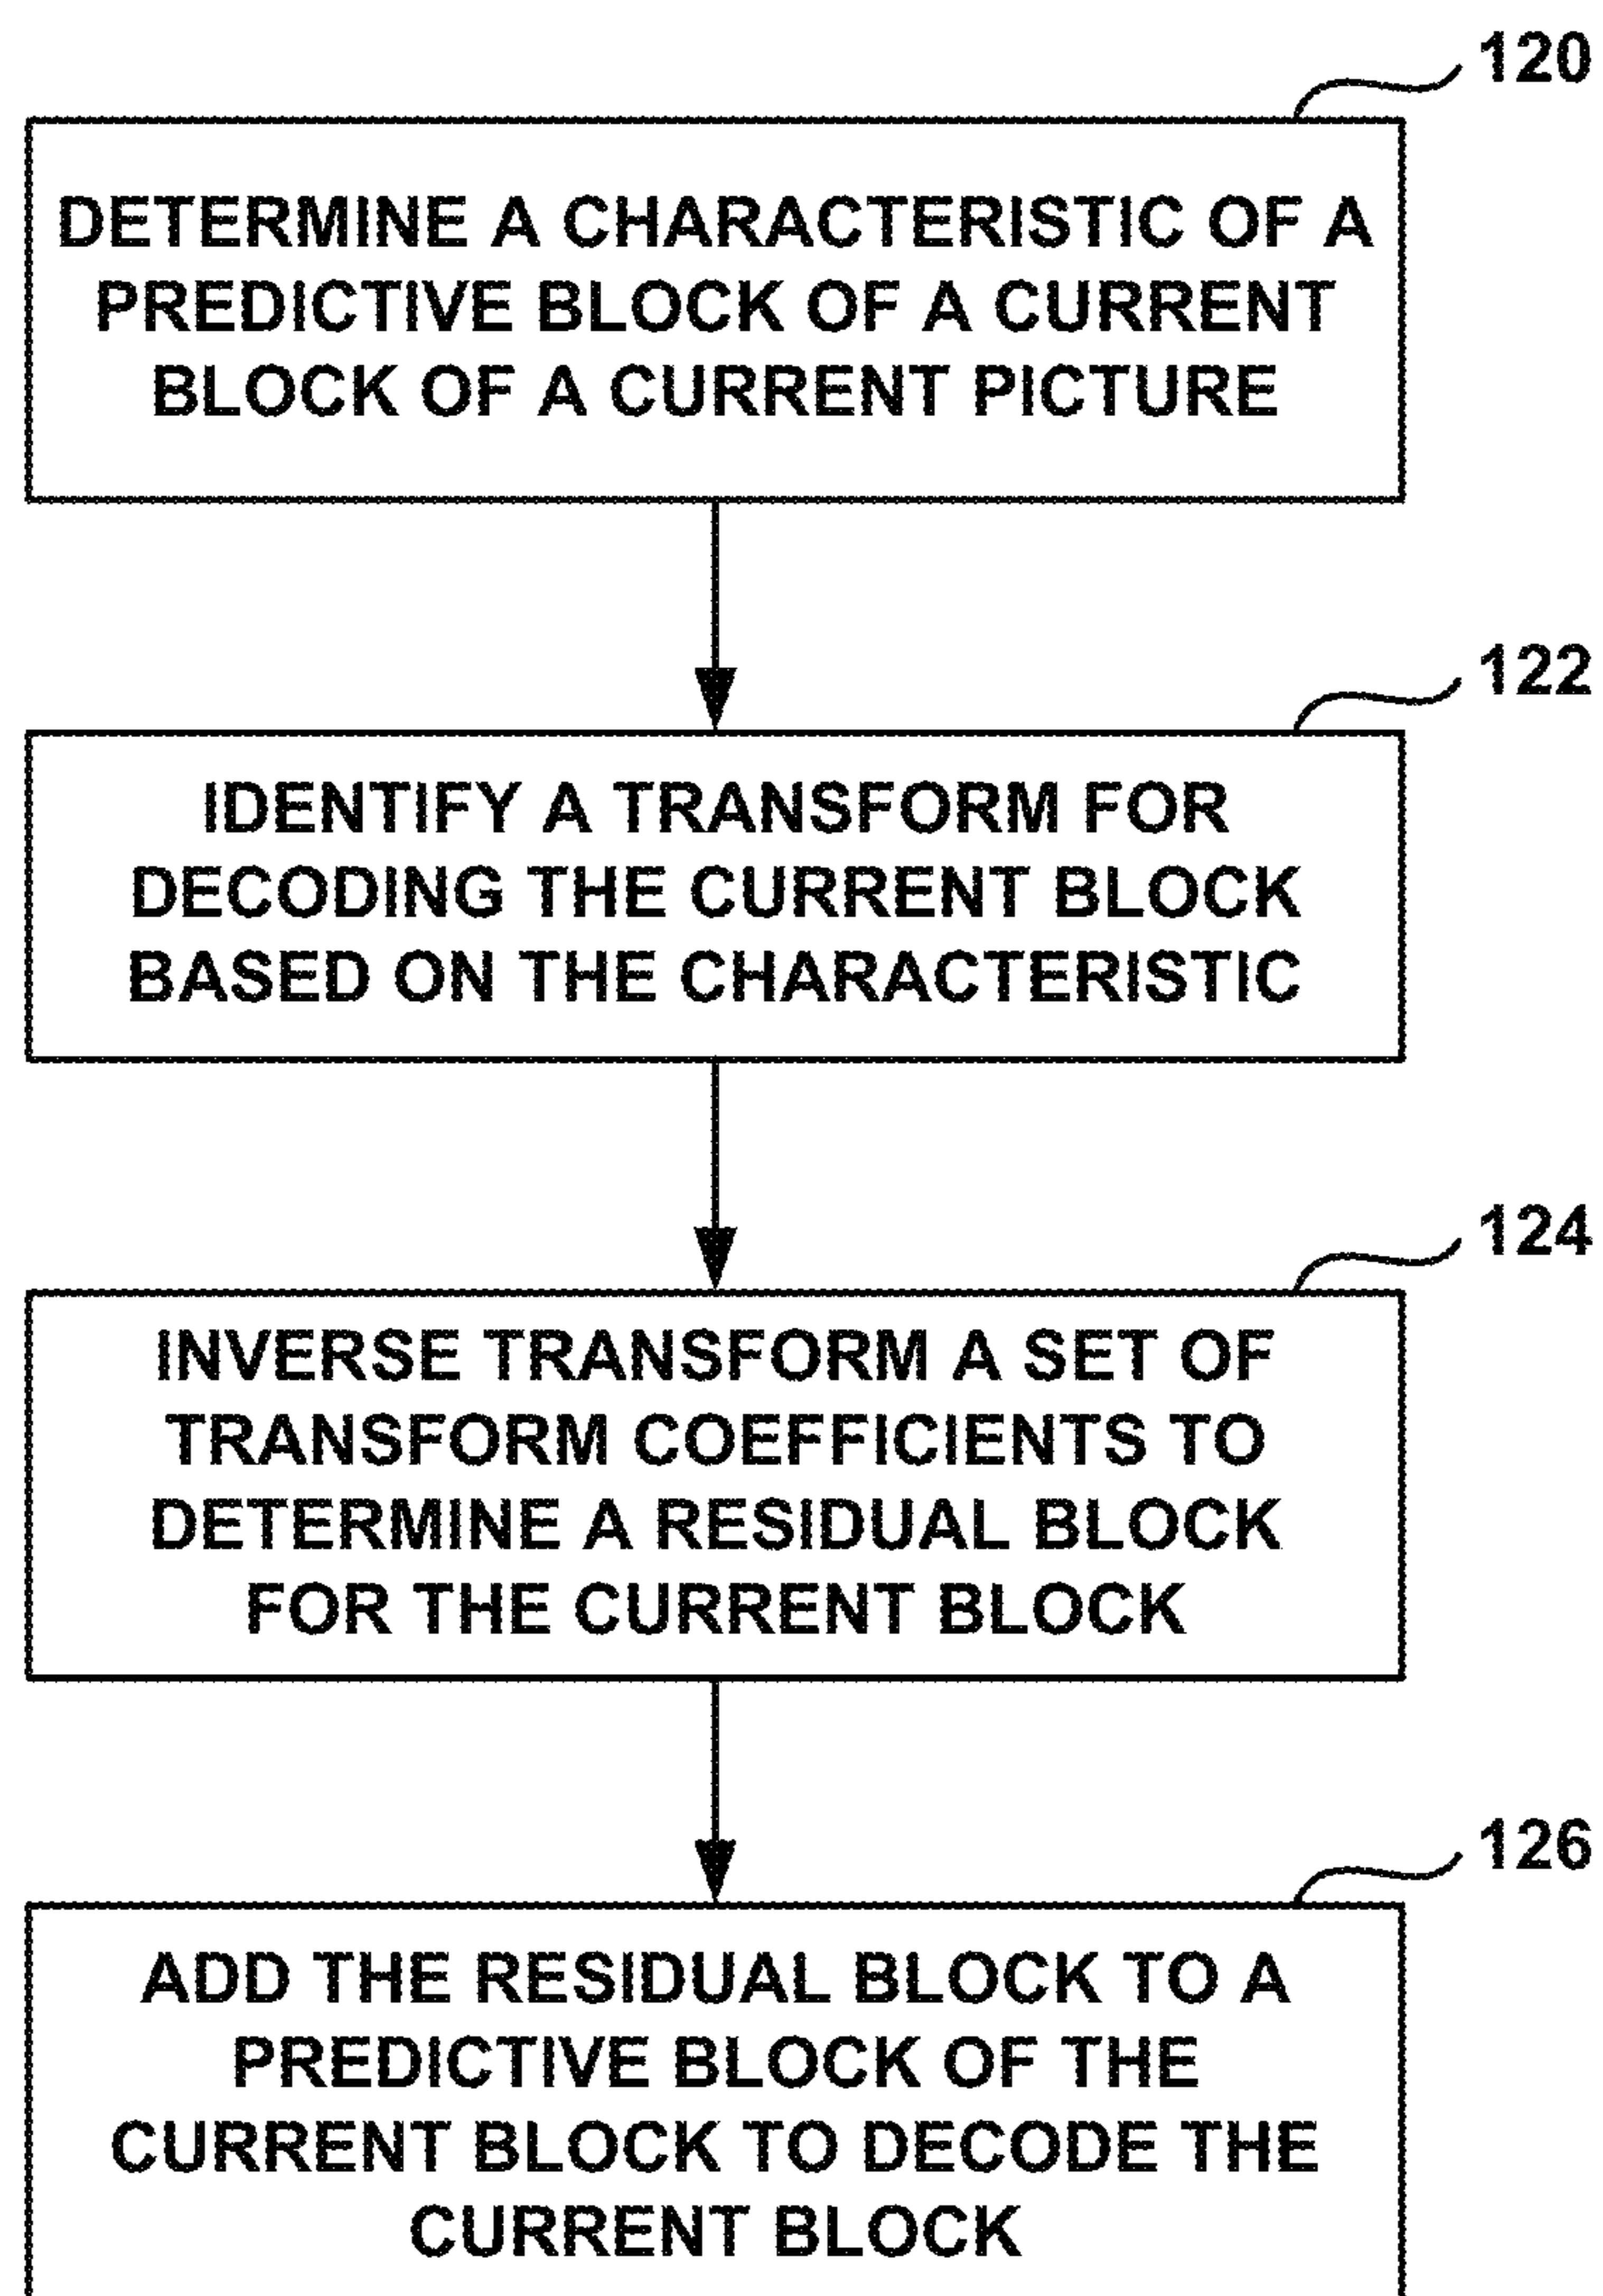 120
DETERMINE A CHARACTERISTIC OF A
PREDICTIVE BLOCK OF A CURRENT
BLOCK OF A CURRENT PICTURE
122
IDENTIFY A TRANSFORM FOR
DECODING THE CURRENT BLOCK
BASED ON THE CHARACTERISTIC
124
INVERSE TRANSFORM A SET OF
TRANSFORM COEFFICIENTS TO
DETERMINE A RESIDUAL BLOCK
FOR THE CURRENT BLOCK
126
ADD THE RESIDUAL BLOCK TO A
PREDICTIVE BLOCK OF THE
CURRENT BLOCK TO DECODE THE
CURRENT BLOCK